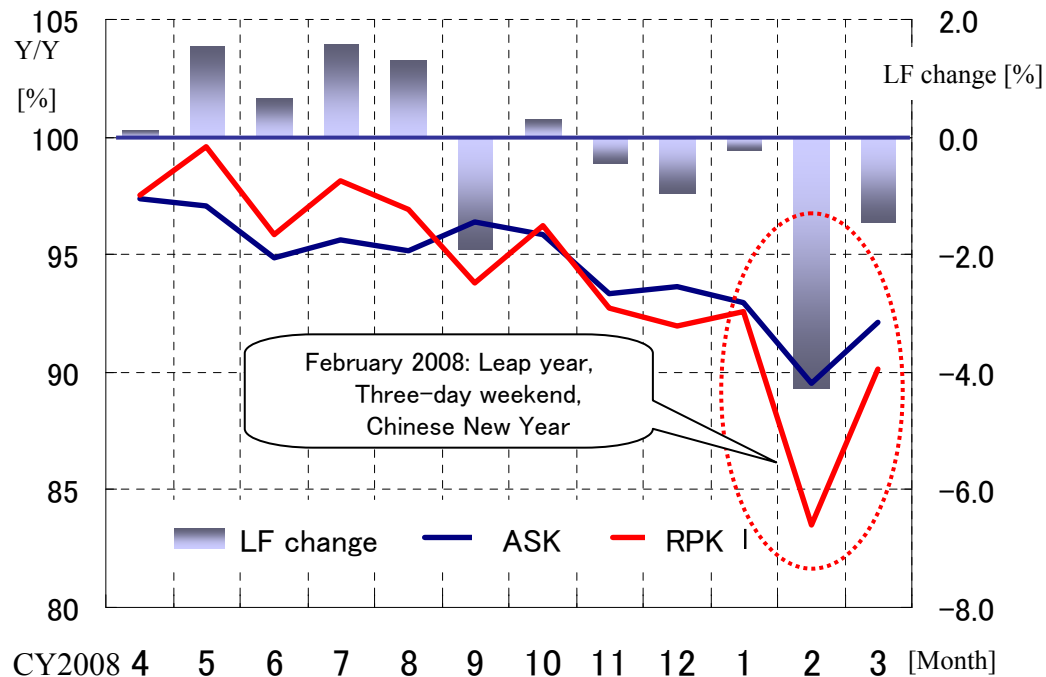 105
Y/Y
[%]
100
95
90
85
80
2.0
LF change [%]
0.0
-2.0
-4.0
-6.0
-8.0
February 2008: Leap year,
Three-day weekend,
Chinese New Year
LF change ASK RPK
CY2008 4 5 6 7 8 9 10 11 12 1 2 3 [Month]